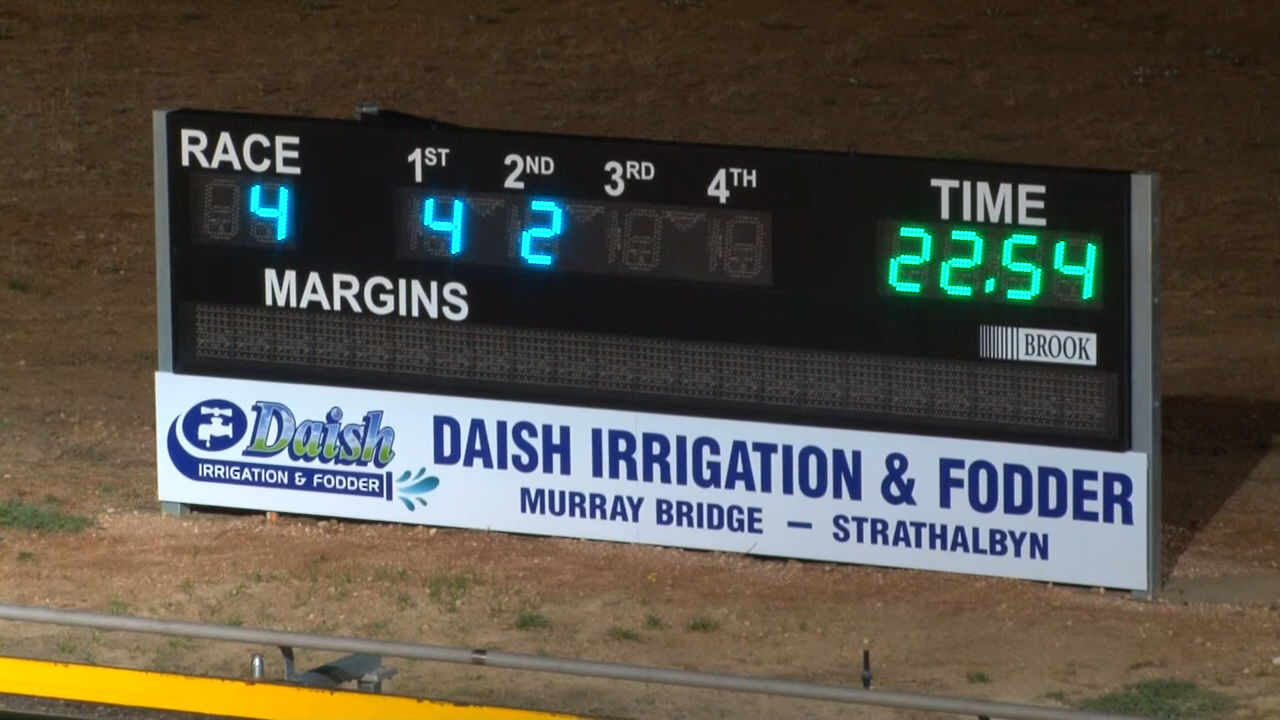 RACE 1ST 2ND 3RD 4TH TIME
4 4 2 22.54
MARGINS
BROOK
Daish
IRRIGATION & FODDER
DAISH IRRIGATION & FODDER
MURRAY BRIDGE — STRATHALBYN